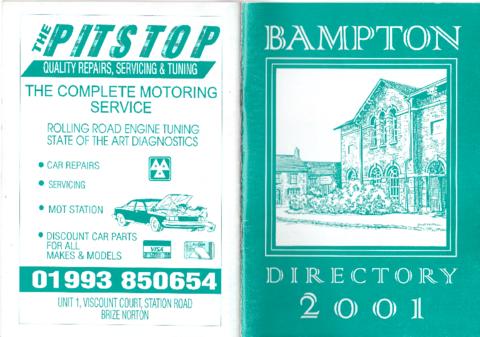 THE PITSTOP
QUALITY REPAIRS, SERVICING & TUNING
THE COMPLETE MOTORING
SERVICE
ROLLING ROAD ENGINE TUNING
STATE OF THE ART DIAGNOSTICS
• CAR REPAIRS
• SERVICING
• MOT STATION
• DISCOUNT CAR PARTS
FOR ALL
MAKES & MODELS
AA
VISA
01993 850654
UNIT 1, VISCOUNT COURT, STATION ROAD
BRIZE NORTON
BAMPTON
DIRECTORY
2001